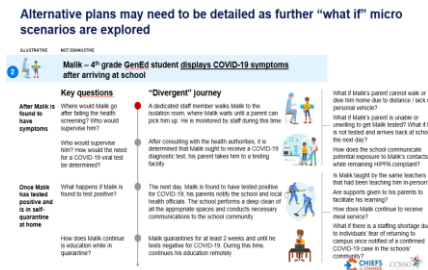 Alternative plans may need to be detailed as further “what if” micro
scenarios are explored
ILLUSTRATIVE
NOT EXHAUSTIVE
2
Malik – 4th grade GenEd student displays COVID-19 symptoms
after arriving at school
Key questions
“Divergent” journey
After Malik is
found to
have
symptoms
Where would Malik go
after failing the health
screening? Who would
supervise him?
A dedicated staff member walks Malik to the
isolation room, where Malik waits until a parent can
pick him up. He is monitored by staff during this time
Who would supervise
him? How would the need
for a COVID-19 viral test
be determined?
After consulting with the health authorities, it is
determined that Malik ought to receive a COVID-19
diagnostic test; his parent takes him to a testing
facility
Once Malik
has tested
positive and
is in self-
quarantine
at home
What happens if Malik is
found to test positive?
The next day, Malik is found to have tested positive
for COVID-19; his parents notify the school and local
health officials. The school performs a deep clean of
all the appropriate spaces and conducts necessary
communications to the school community
How does Malik continue
is education while in
quarantine?
Malik quarantines for at least 2 weeks and until he
tests negative for COVID-19. During this time,
continues his education remotely
What if Malik's parent cannot walk or
dive him home due to distance / lack
personal vehicle?
What if Malik's parent is unable or
unwilling to get Malik tested? What if
is not tested and arrives back at school
the next day?
How does the school communicate
potential exposure to Malik's contacts
while remaining HPPA compliant?
Is Malik taught by the same teachers
that had been teaching him in-person?
Are supports given to his parents to
facilitate his learning?
How does Malik continue to receive
meal service?
What if there is a staffing shortage due
to individuals' fear of returning to
campus once notified of a confirmed
COVID-19 case in the schools'
community?
CHIEFS
for CHANGE
CCSSO